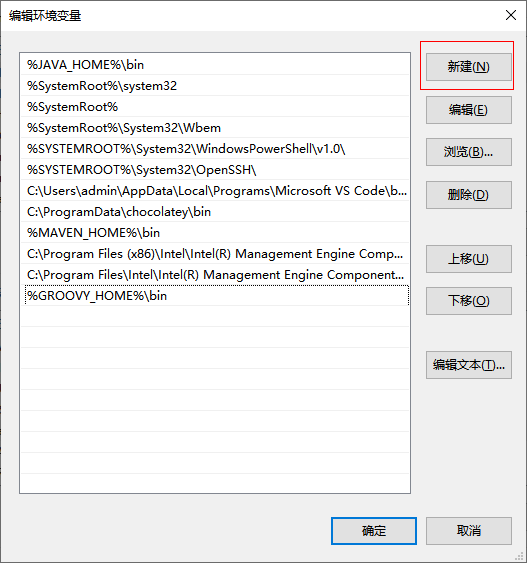 编辑环境变量
%JAVA_HOME%\bin
%SystemRoot%\system32
%SystemRoot%
%SystemRoot%\System32\Wbem
%SYSTEMROOT%\System32\WindowsPowerShell\v1.0\
%SYSTEMROOT%\System32\OpenSSH\
C:\Users\admin\AppData\Local\Programs\Microsoft VS Code\b...
C:\ProgramData\chocolatey\bin
%MAVEN_HOME%\bin
C:\Program Files (x86)\Intel\Intel(R) Management Engine Comp...
C:\Program Files\Intel\Intel(R) Management Engine Component...
%GROOVY_HOME%\bin
新建(N)
编辑(E)
浏览(B)...
删除(D)
上移(U)
下移(O)
编辑文本(T)...
确定
取消